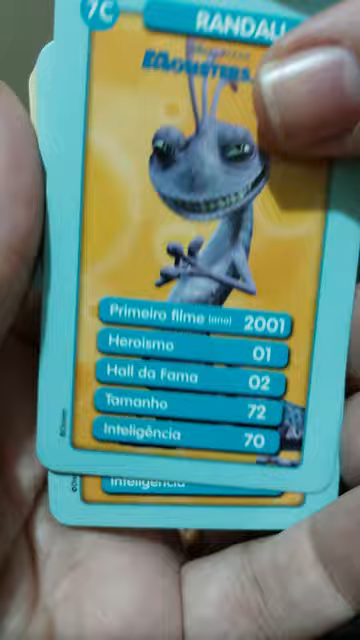 7C
RANDALL
MONSTERS
Primeiro filme (ano) 2001
Heroismo 01
Hall da Fama 02
Tamanho 72
Inteligência 70
Inteligência